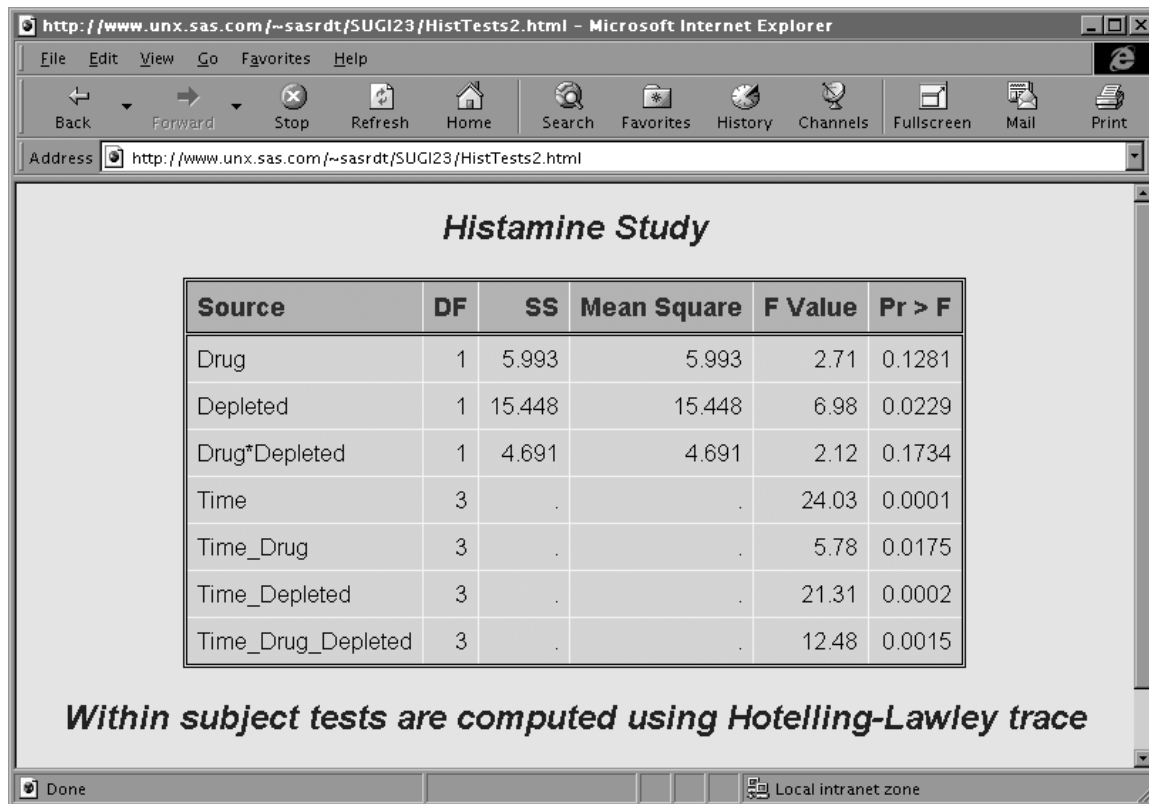 http://www.unx.sas.com/~sasrdt/SUGI23/HistTests2.html - Microsoft Internet Explorer
File Edit View Go Favorites Help
Back Forward Stop Refresh Home Search Favorites History Channels Fullscreen Mail Print
Address http://www.unx.sas.com/~sasrdt/SUGI23/HistTests2.html
Histamine Study
Source DF SS Mean Square F Value Pr > F
Drug 1 5.993 5.993 2.71 0.1281
Depleted 1 15.448 15.448 6.98 0.0229
Drug*Depleted 1 4.691 4.691 2.12 0.1734
Time 3 . . 24.03 0.0001
Time_Drug 3 . . 5.78 0.0175
Time_Depleted 3 . . 21.31 0.0002
Time_Drug_Depleted 3 . . 12.48 0.0015
Within subject tests are computed using Hotelling-Lawley trace
Done Local intranet zone